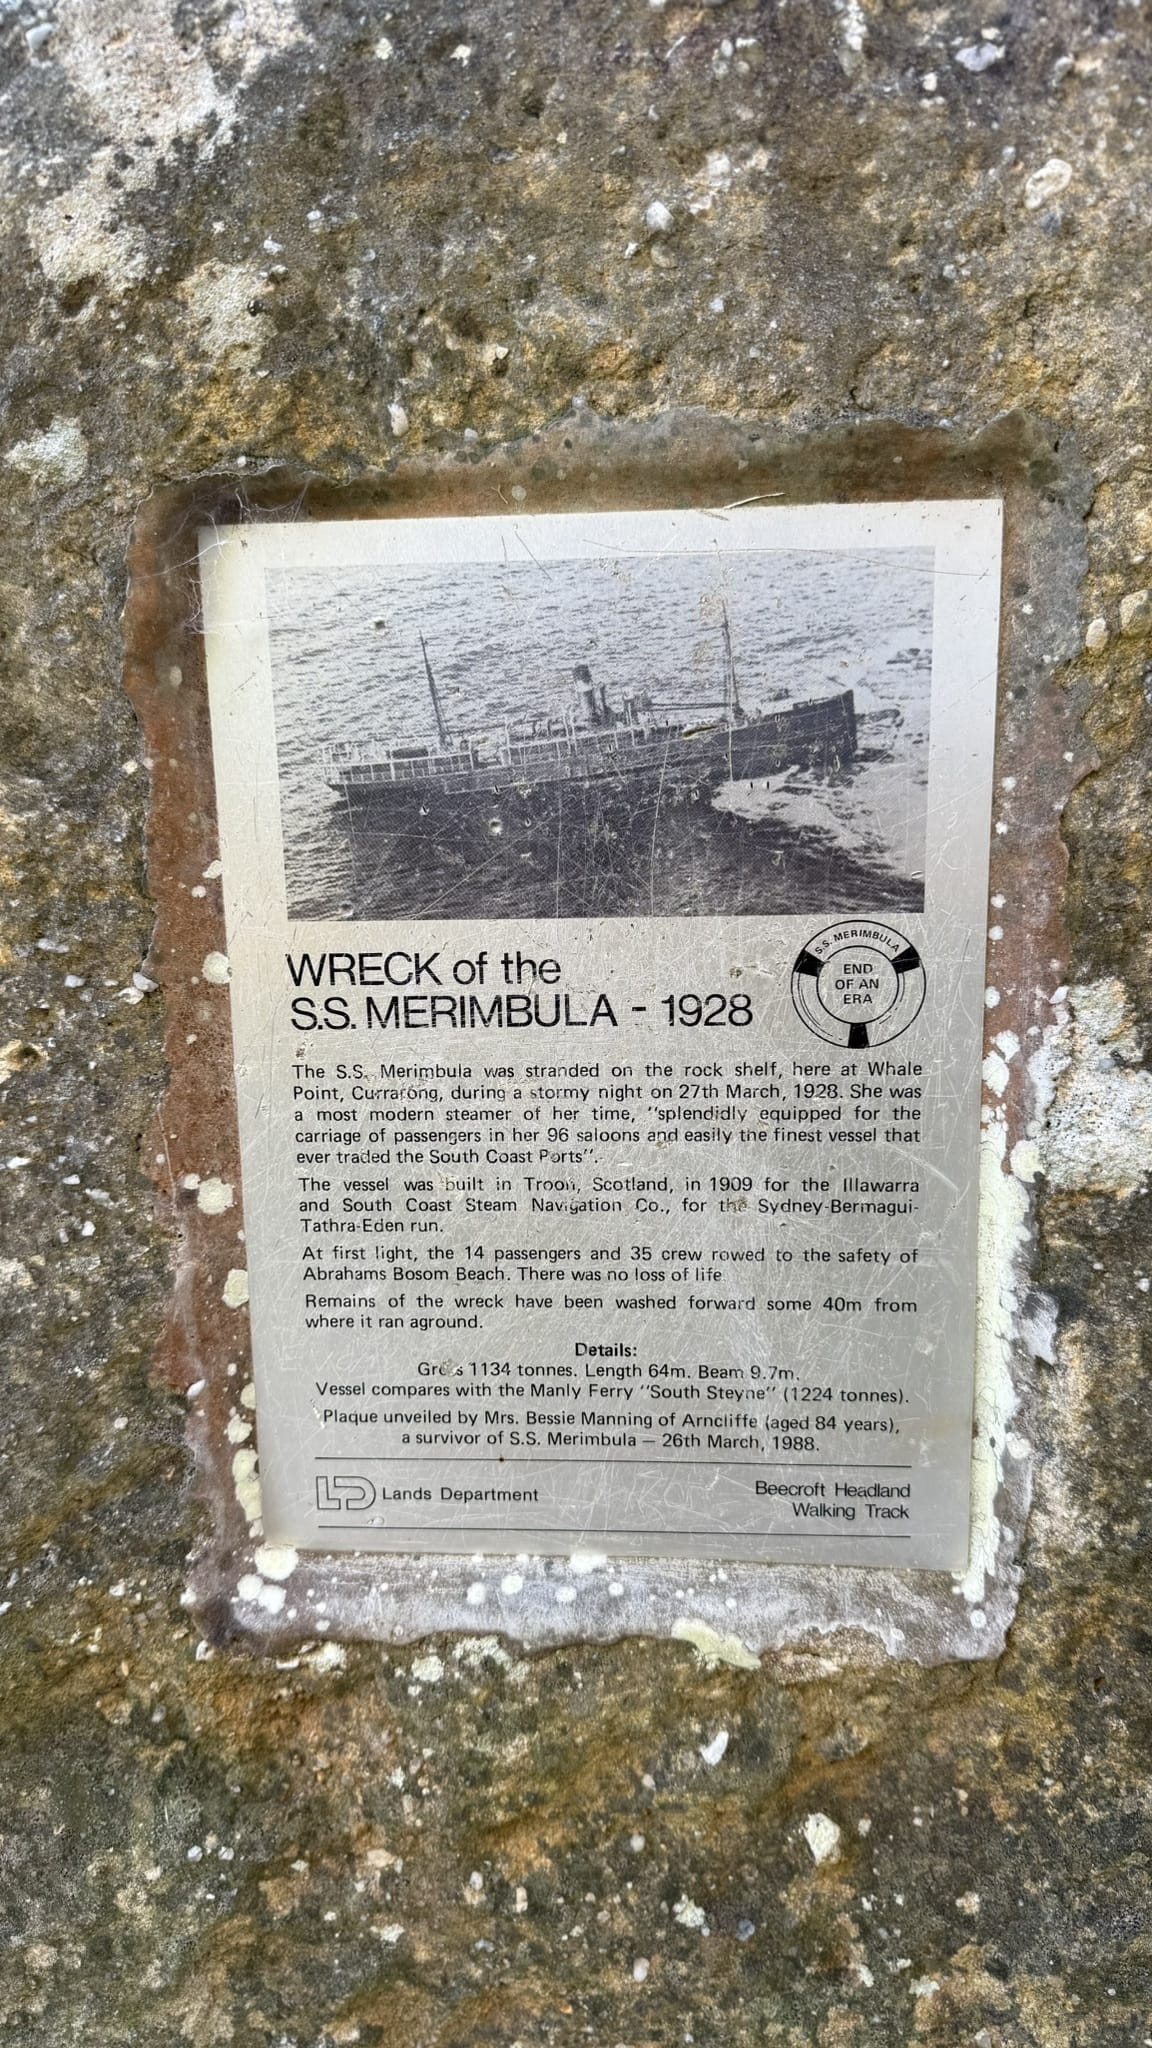 WRECK of the
S.S. MERIMBULA - 1928
S.S. MERIMBULA
END
OF AN
ERA
The S.S. Merimbula was stranded on the rock shelf, here at Whale
Point, Currarong, during a stormy night on 27th March, 1928. She was
a most modern steamer of her time, "splendidly equipped for the
carriage of passengers in her 96 saloons and easily the finest vessel that
ever traded the South Coast Ports".
The vessel was built in Troon, Scotland, in 1909 for the Illawarra
and South Coast Steam Navigation Co., for the Sydney-Bermagui-
Tathra-Eden run.
At first light, the 14 passengers and 35 crew rowed to the safety of
Abrahams Bosom Beach. There was no loss of life
Remains of the wreck have been washed forward some 40m from
where it ran aground.
Details:
Gross 1134 tonnes. Length 64m. Beam 9.7m.
Vessel compares with the Manly Ferry "South Steyne" (1224 tonnes).
Plaque unveiled by Mrs. Bessie Manning of Arncliffe (aged 84 years),
a survivor of S.S. Merimbula — 26th March, 1988.
LD Lands Department
Beecroft Headland
Walking Track